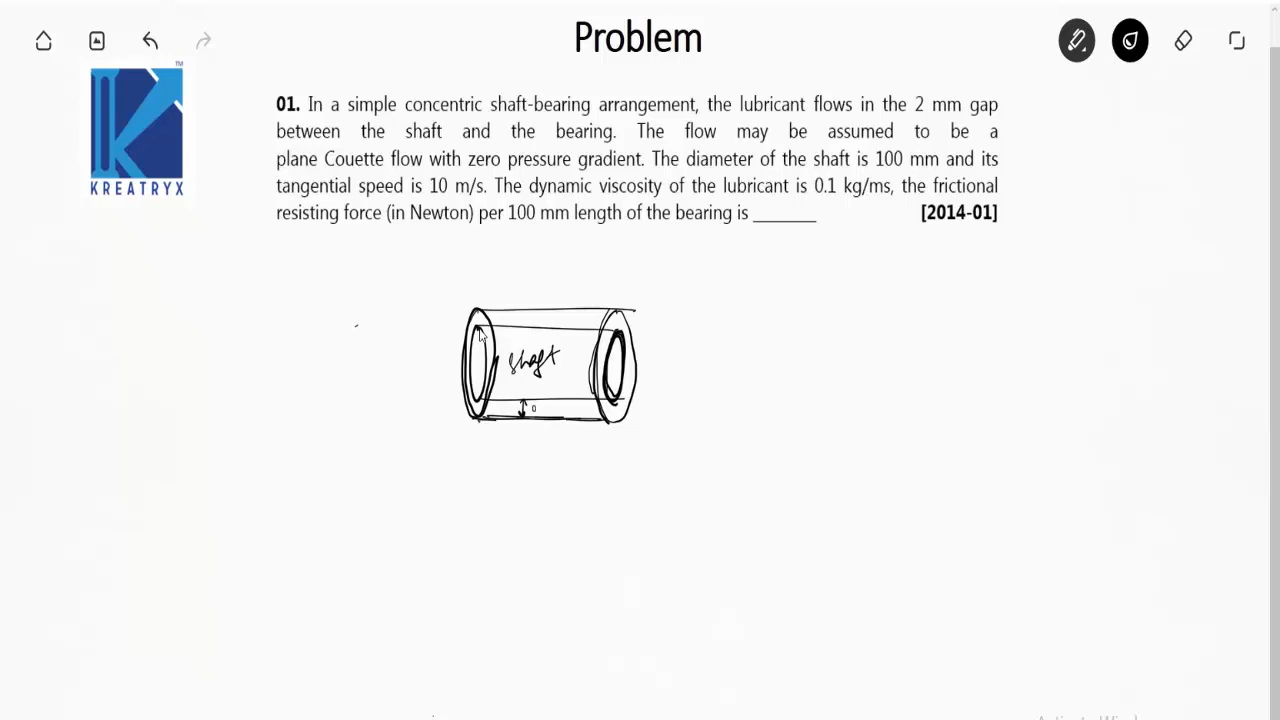 Problem
TM
KREATRYX
01. In a simple concentric shaft-bearing arrangement, the lubricant flows in the 2 mm gap
between the shaft and the bearing. The flow may be assumed to be a
plane Couette flow with zero pressure gradient. The diameter of the shaft is 100 mm and its
tangential speed is 10 m/s. The dynamic viscosity of the lubricant is 0.1 kg/ms, the frictional
resisting force (in Newton) per 100 mm length of the bearing is _______ [2014-01]
shaft